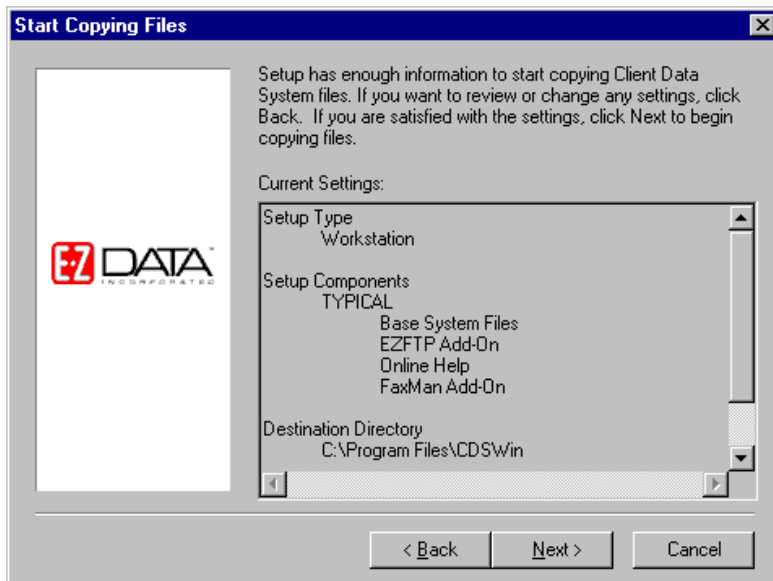 Start Copying Files
Setup has enough information to start copying Client Data
System files. If you want to review or change any settings, click
Back. If you are satisfied with the settings, click Next to begin
copying files.
Current Settings:
Setup Type
Workstation
Setup Components
TYPICAL
Base System Files
EZFTP Add-On
Online Help
FaxMan Add-On
Destination Directory
C:\Program Files\CDSWin
E-Z DATA™
INCORPORATED
< Back
Next >
Cancel